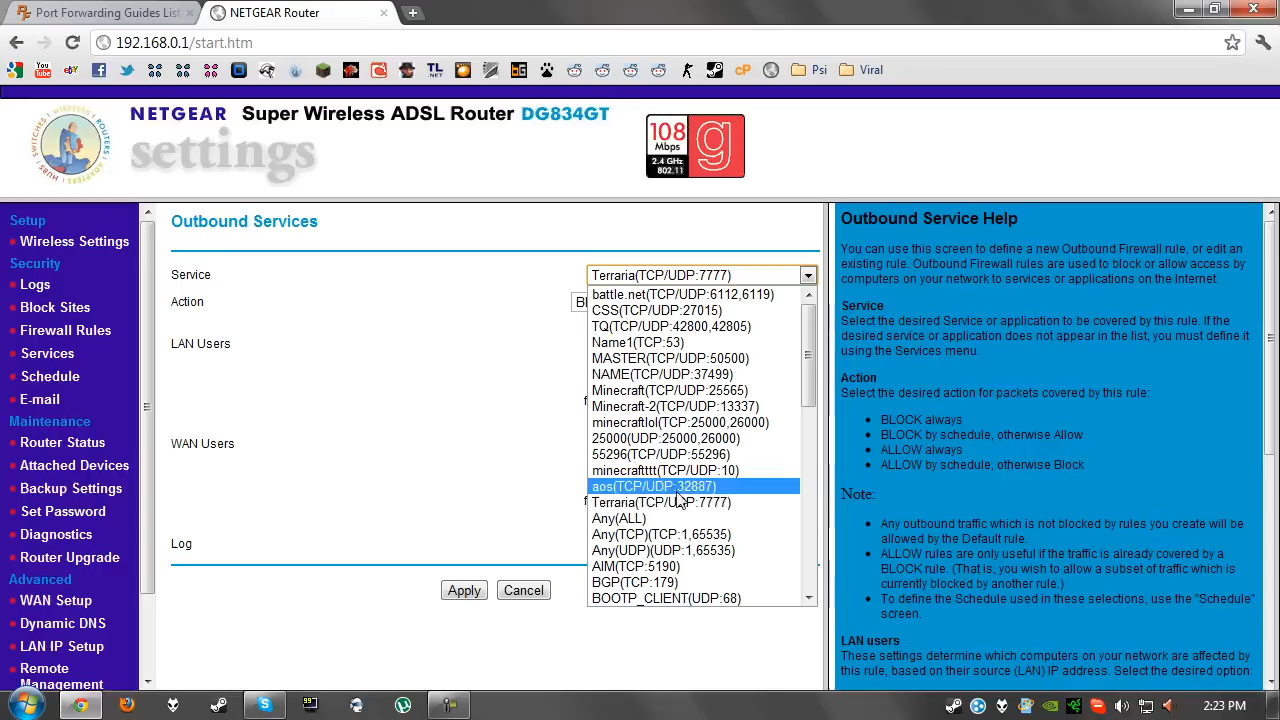 Port Forwarding Guides List
NETGEAR Router
192.168.0.1/start.htm
Psi
Viral
NETGEAR Super Wireless ADSL Router DG834GT
settings
108
Mbps
2.4 GHz
802.11
g
Setup
Wireless Settings
Security
Logs
Block Sites
Firewall Rules
Services
Schedule
E-mail
Maintenance
Router Status
Attached Devices
Backup Settings
Set Password
Diagnostics
Router Upgrade
Advanced
WAN Setup
Dynamic DNS
LAN IP Setup
Remote
Management
Outbound Services
Service
Terraria(TCP/UDP:7777)
Action
LAN Users
WAN Users
Log
battle.net(TCP/UDP:6112,6119)
CSS(TCP/UDP:27015)
TQ(TCP/UDP:42800,42805)
Name1(TCP:53)
MASTER(TCP/UDP:50500)
NAME(TCP/UDP:37499)
Minecraft(TCP/UDP:25565)
Minecraft-2(TCP/UDP:13337)
minecraftlol(TCP/UDP:25000,26000)
25000(UDP:25000,26000)
55296(TCP/UDP:55296)
minecraftttt(TCP/UDP:10)
aos(TCP/UDP:32887)
Terraria(TCP/UDP:7777)
Any(ALL)
Any(TCP)(TCP:1,65535)
Any(UDP)(UDP:1,65535)
AIM(TCP:5190)
BGP(TCP:179)
BOOTP_CLIENT(UDP:68)
Apply
Cancel
Outbound Service Help
You can use this screen to define a new Outbound Firewall rule, or edit an
existing rule. Outbound Firewall rules are used to block or allow access by
computers on your network to services or applications on the Internet.
Service
Select the desired Service or application to be covered by this rule. If the
desired service or application does not appear in the list, you must define it
using the Services menu.
Action
Select the desired action for packets covered by this rule:
BLOCK always
BLOCK by schedule, otherwise Allow
ALLOW always
ALLOW by schedule, otherwise Block
Note:
Any outbound traffic which is not blocked by rules you create will be
allowed by the Default rule.
ALLOW rules are only useful if the traffic is already covered by a
BLOCK rule. (That is, you wish to allow a subset of traffic which is
currently blocked by another rule.)
To define the Schedule used in these selections, use the "Schedule"
screen.
LAN users
These settings determine which computers on your network are affected by
this rule, based on their source (LAN) IP address. Select the desired option:
2:23 PM